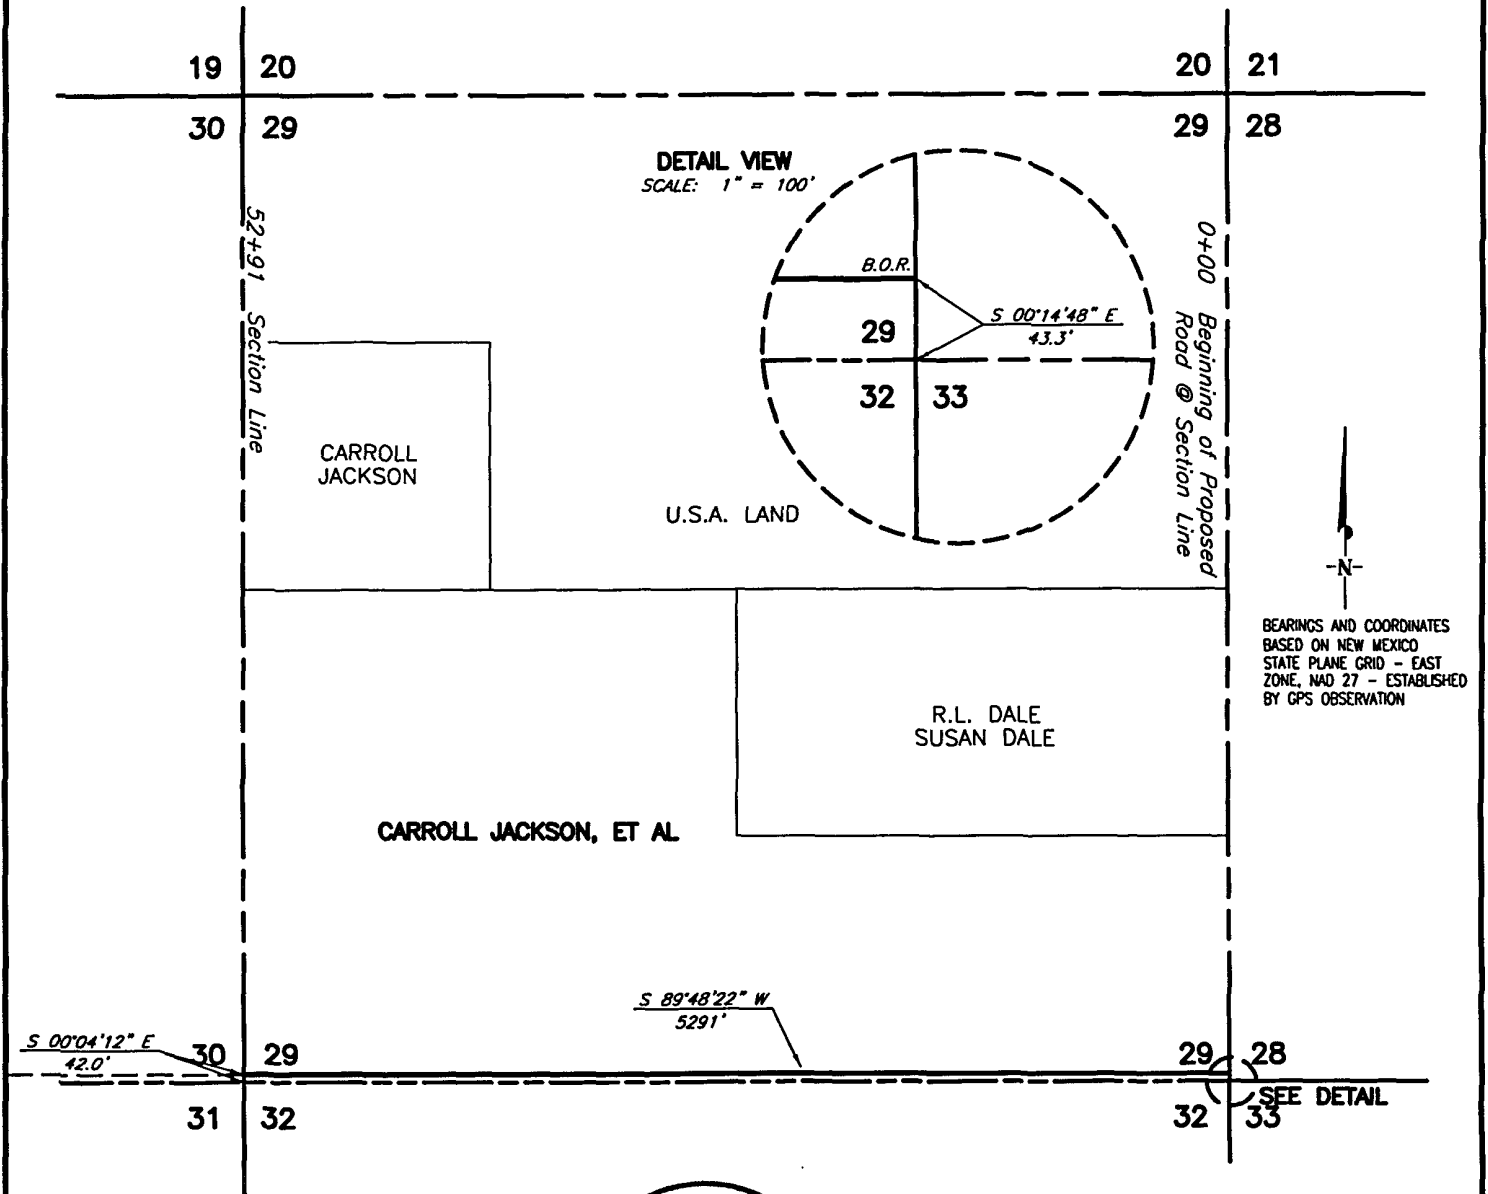 19 20
20 21
30 29
29 28
DETAIL VIEW
SCALE: 1" = 100'
52+91 Section Line
0+00 Beginning of Proposed
Road @ Section Line
B.O.R.
29
S 00°14'48" E
43.3'
32 33
CARROLL
JACKSON
U.S.A. LAND
-N-
BEARINGS AND COORDINATES
BASED ON NEW MEXICO
STATE PLANE GRID - EAST
ZONE, NAD 27 - ESTABLISHED
BY GPS OBSERVATION
R.L. DALE
SUSAN DALE
CARROLL JACKSON, ET AL
S 89°48'22" W
5291'
S 00°04'12" E
42.0'
30 29
29 28
SEE DETAIL
31 32
32 33